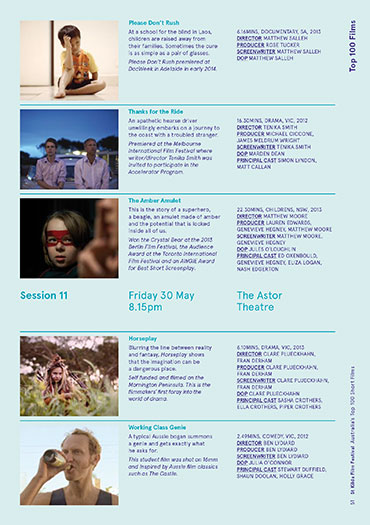 Top 100 Films
Please Don't Rush
At a school for the blind in Laos,
children are raised away from
their families. Sometimes the cure
is as simple as a pair of glasses.
Please Don't Rush premiered at
DocWeek in Adelaide in early 2014.
6.16MINS, DOCUMENTARY, SA, 2013
DIRECTOR MATTHEW SALLEH
PRODUCER ROSE TUCKER
SCREENWRITER MATTHEW SALLEH
DOP MATTHEW SALLEH
Thanks for the Ride
An apathetic hearse driver
unwillingly embarks on a journey to
the coast with a troubled stranger.
Premiered at the Melbourne
International Film Festival where
writer/director Tenika Smith was
invited to participate in the
Accelerator Program.
16.30MINS, DRAMA, VIC, 2012
DIRECTOR TENIKA SMITH
PRODUCER MICHAEL CICCONE,
JAMES MELDRUM WRIGHT
SCREENWRITER TENIKA SMITH
DOP MARDEN DEAN
PRINCIPAL CAST SIMON LYNDON,
MATT CALLAN
The Amber Amulet
This is the story of a superhero,
a beagle, an amulet made of amber
and the potential that is locked
inside all of us.
Won the Crystal Bear at the 2013
Berlin Film Festival, the Audience
Award at the Toronto International
Film Festival and an AWGIE Award
for Best Short Screenplay.
22.30MINS, CHILDRENS, NSW, 2013
DIRECTOR MATTHEW MOORE
PRODUCER LAUREN EDWARDS,
GENEVIEVE HEGNEY, MATTHEW MOORE
SCREENWRITER MATTHEW MOORE,
GENEVIEVE HEGNEY
DOP JULES O'LOUGHLIN
PRINCIPAL CAST ED OXENBOULD,
GENEVIEVE HEGNEY, ELIZA LOGAN,
NASH EDGERTON
Session 11
Friday 30 May
8.15pm
The Astor
Theatre
Horseplay
Blurring the line between reality
and fantasy, Horseplay shows
that the imagination can be
a dangerous place.
Self funded and filmed on the
Mornington Peninsula. This is the
filmmakers' first foray into the
world of drama.
6.10MINS, DRAMA, VIC, 2013
DIRECTOR CLARE PLUECKHAHN,
FRAN DERHAM
PRODUCER CLARE PLUECKHAHN,
FRAN DERHAM
SCREENWRITER CLARE PLUECKHAHN,
FRAN DERHAM
DOP CLARE PLUECKHAHN
PRINCIPAL CAST SASHA CROTHERS,
ELLA CROTHERS, PIPER CROTHERS
Working Class Genie
A typical Aussie bogan summons
a genie and gets exactly what
he asks for.
This student film was shot on 16mm
and inspired by Aussie film classics
such as The Castle.
2.49MINS, COMEDY, VIC, 2012
DIRECTOR BEN LYDIARD
PRODUCER BEN LYDIARD
SCREENWRITER BEN LYDIARD
DOP JULIA O'CONNOR
PRINCIPAL CAST STEWART DUFFIELD,
SHAUN DOOLAN, HOLLY GRACE
51 St Kilda Film Festival Australia's Top 100 Short Films